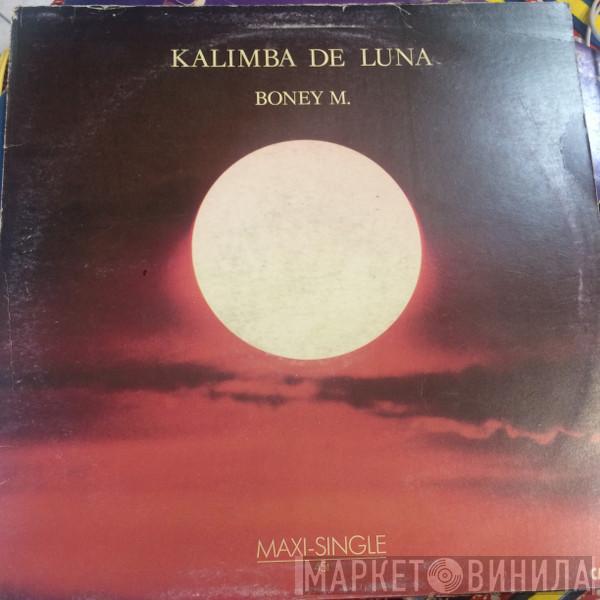 KALIMBA DE LUNA
BONEY M.
MAXI-SINGLE
МАРКЕТ ВИНИЛА